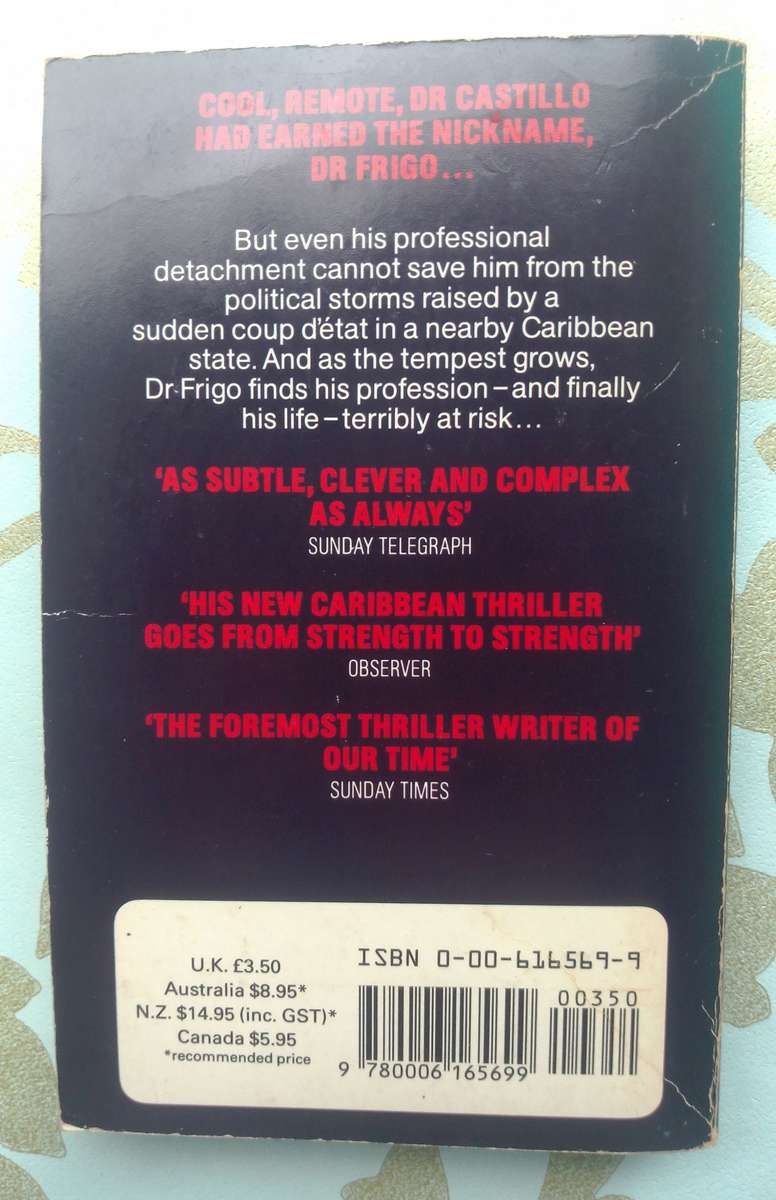 COOL, REMOTE, DR CASTILLO
HAD EARNED THE NICKNAME,
DR FRIGO...
But even his professional
detachment cannot save him from the
political storms raised by a
sudden coup d'état in a nearby Caribbean
state. And as the tempest grows,
Dr Frigo finds his profession – and finally
his life – terribly at risk...
'AS SUBTLE, CLEVER AND COMPLEX
AS ALWAYS'
SUNDAY TELEGRAPH
'HIS NEW CARIBBEAN THRILLER
GOES FROM STRENGTH TO STRENGTH'
OBSERVER
'THE FOREMOST THRILLER WRITER OF
OUR TIME'
SUNDAY TIMES
U.K. £3.50
Australia $8.95*
N.Z. $14.95 (inc. GST)*
Canada $5.95
*recommended price
ISBN 0-00-616569-9
00350
9 780006 165699